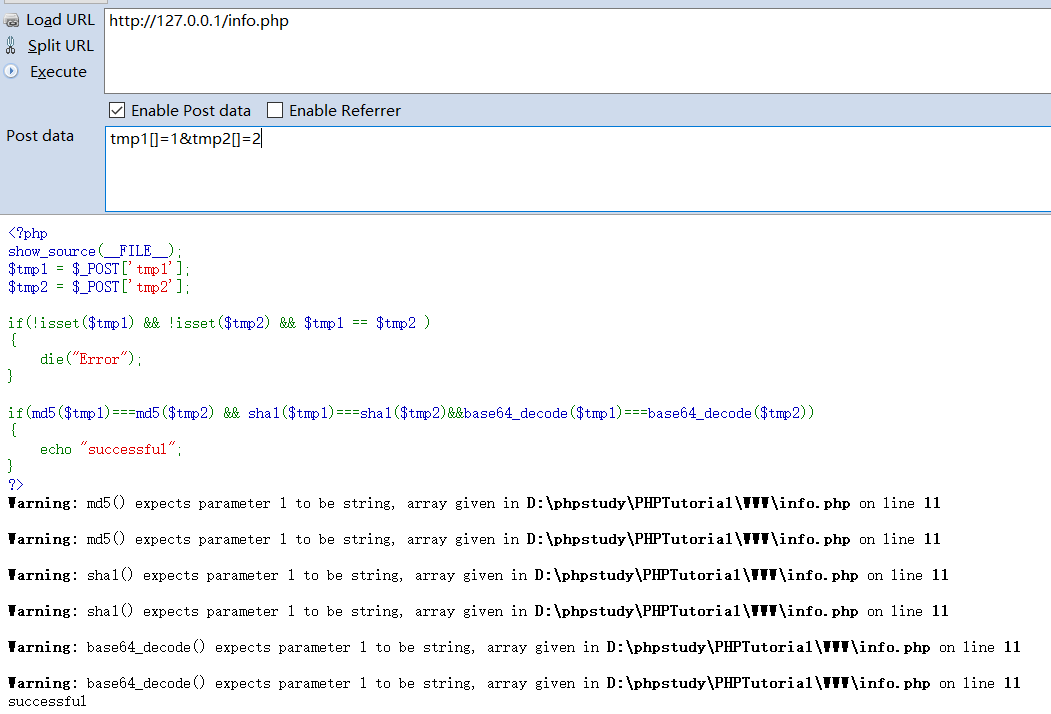 Load URL
http://127.0.0.1/info.php
Split URL
Execute
Enable Post data Enable Referrer
Post data
tmp1[]=1&tmp2[]=2
<?php
show_source(__FILE__);
$tmp1 = $_POST['tmp1'];
$tmp2 = $_POST['tmp2'];
if(!isset($tmp1) && !isset($tmp2) && $tmp1 == $tmp2 )
{
die("Error");
}
if(md5($tmp1)===md5($tmp2) && sha1($tmp1)===sha1($tmp2)&&base64_decode($tmp1)===base64_decode($tmp2))
{
echo "successful";
}
?>
Warning: md5() expects parameter 1 to be string, array given in D:\phpstudy\PHPTutorial\WWW\info.php on line 11
Warning: md5() expects parameter 1 to be string, array given in D:\phpstudy\PHPTutorial\WWW\info.php on line 11
Warning: sha1() expects parameter 1 to be string, array given in D:\phpstudy\PHPTutorial\WWW\info.php on line 11
Warning: sha1() expects parameter 1 to be string, array given in D:\phpstudy\PHPTutorial\WWW\info.php on line 11
Warning: base64_decode() expects parameter 1 to be string, array given in D:\phpstudy\PHPTutorial\WWW\info.php on line 11
Warning: base64_decode() expects parameter 1 to be string, array given in D:\phpstudy\PHPTutorial\WWW\info.php on line 11
successful